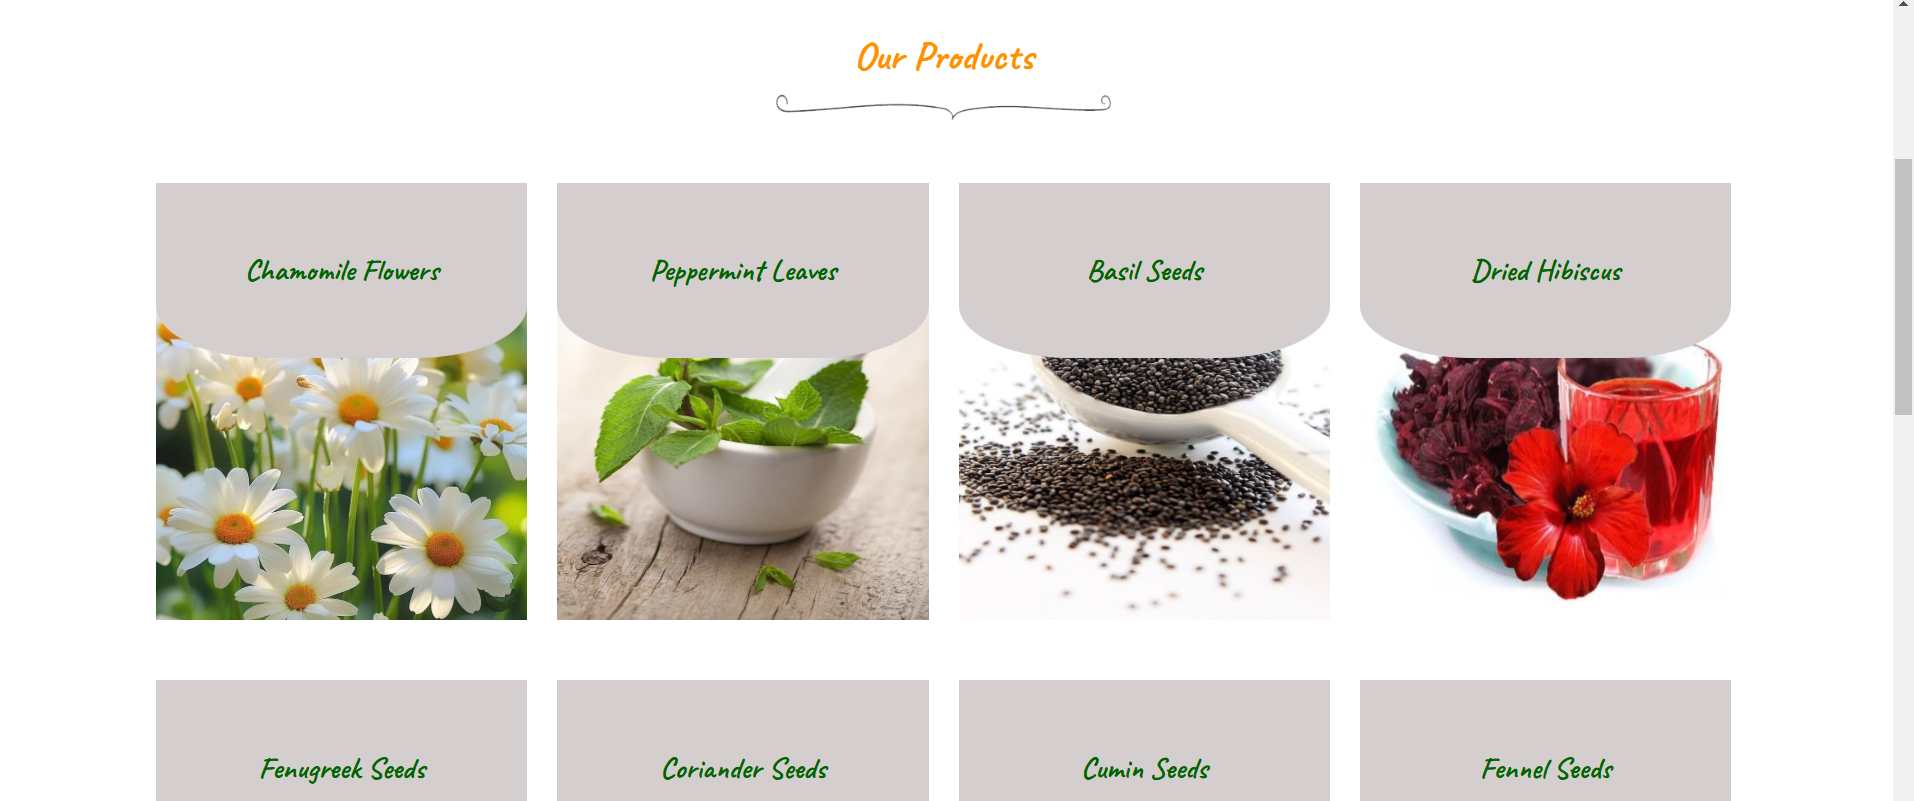 Our Products
Chamomile Flowers
Peppermint Leaves
Basil Seeds
Dried Hibiscus
Fenugreek Seeds
Coriander Seeds
Cumin Seeds
Fennel Seeds